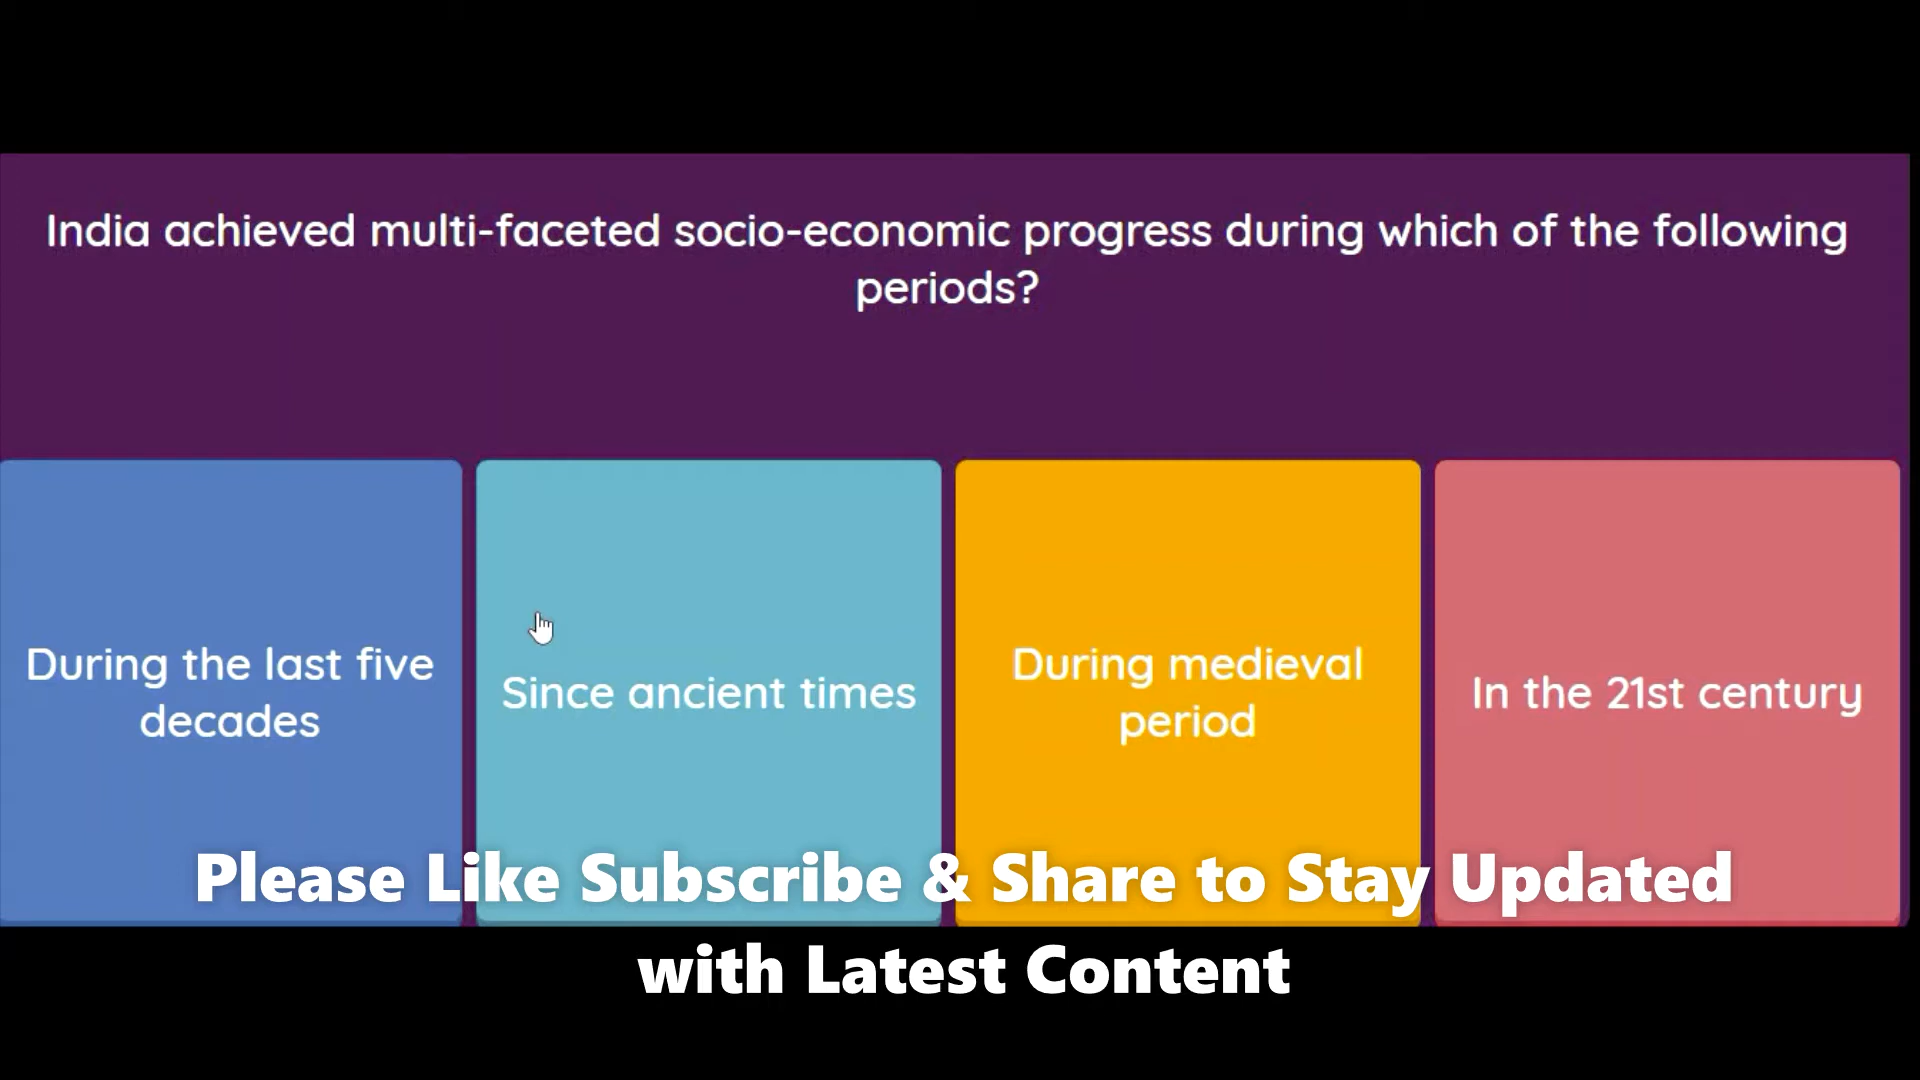 India achieved multi-faceted socio-economic progress during which of the following
periods?
During the last five
decades
Since ancient times
During medieval
period
In the 21st century
Please Like Subscribe & Share to Stay Updated
with Latest Content